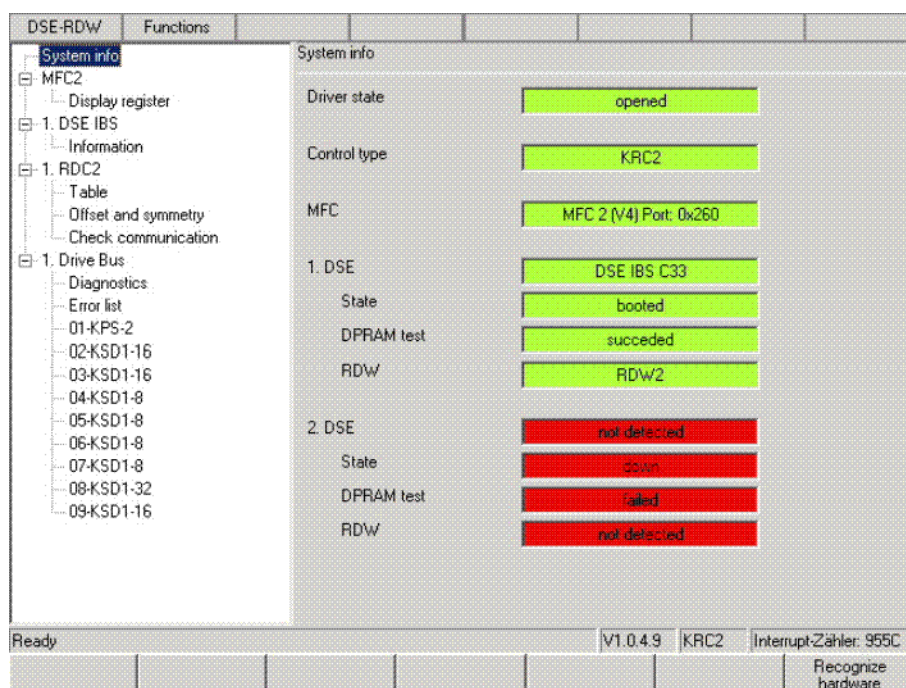 DSE-RDW Functions
System info
MFC2
Display register
1. DSE IBS
Information
1. RDC2
Table
Offset and symmetry
Check communication
1. Drive Bus
Diagnostics
Error list
01-KPS-2
02-KSD1-16
03-KSD1-16
04-KSD1-8
05-KSD1-8
06-KSD1-8
07-KSD1-8
08-KSD1-32
09-KSD1-16
System info
Driver state opened
Control type KRC2
MFC MFC 2 (V4) Port: 0x260
1. DSE DSE IBS C33
State booted
DPRAM test succeded
RDW RDW2
2. DSE not detected
State down
DPRAM test failed
RDW not detected
Ready V1.0.4.9 KRC2 Interrupt-Zähler: 955C
Recognize
hardware